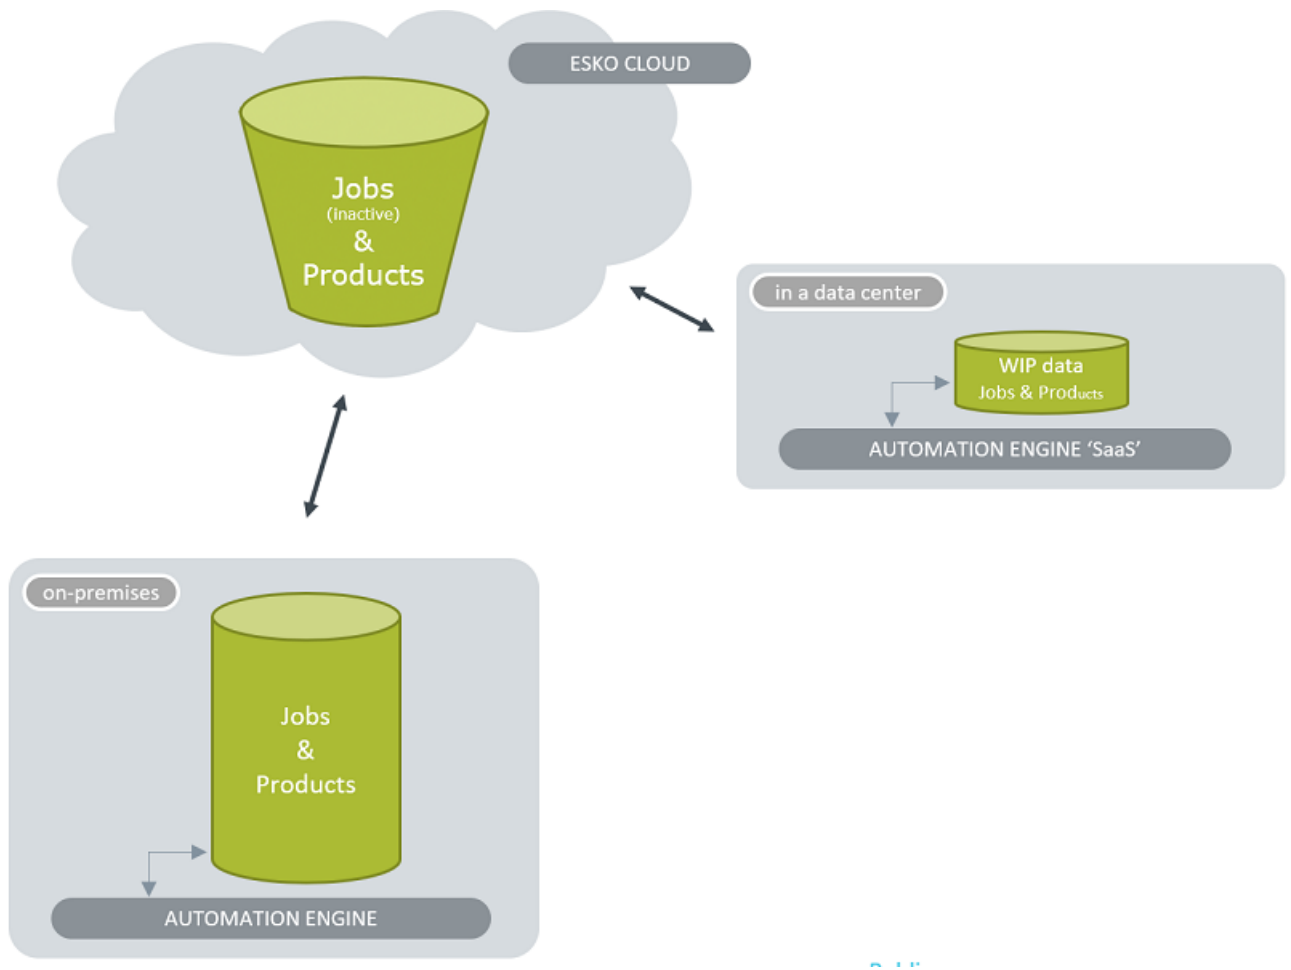 ESKO CLOUD
Jobs
(inactive)
&
Products
in a data center
WIP data
Jobs & Products
AUTOMATION ENGINE ‘SaaS’
on-premises
Jobs
&
Products
AUTOMATION ENGINE